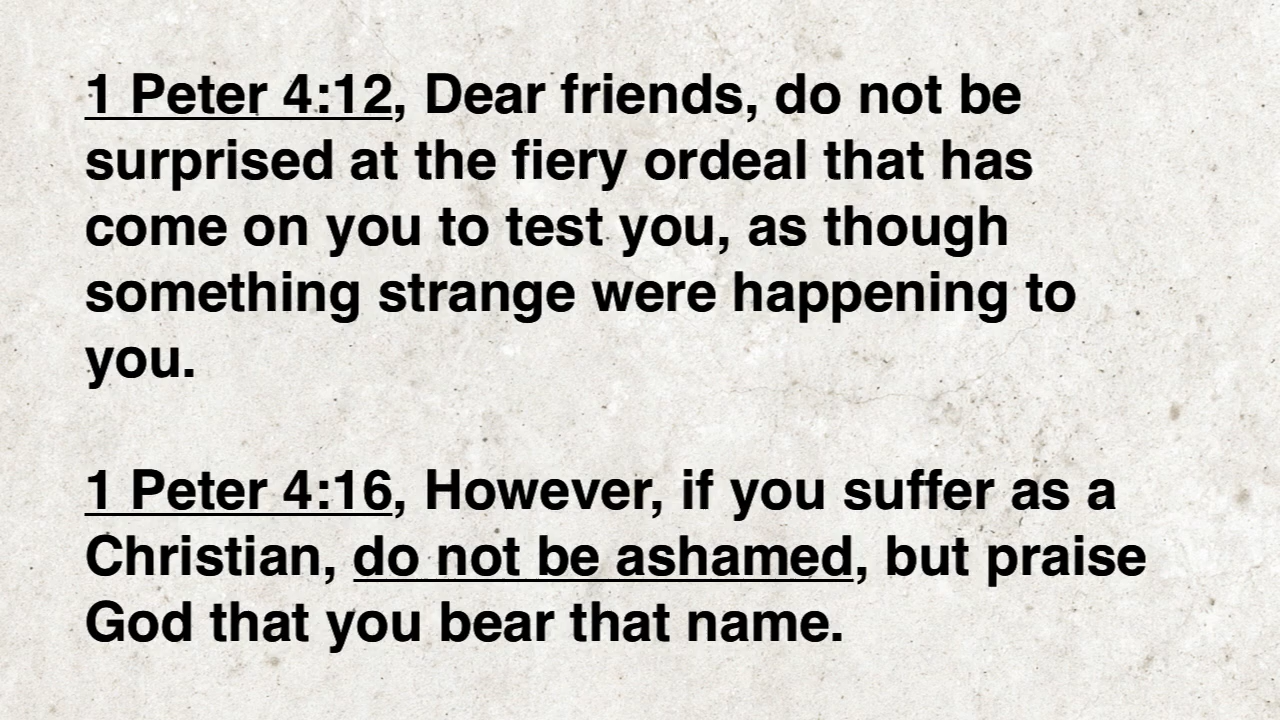 1 Peter 4:12, Dear friends, do not be
surprised at the fiery ordeal that has
come on you to test you, as though
something strange were happening to
you.
1 Peter 4:16, However, if you suffer as a
Christian, do not be ashamed, but praise
God that you bear that name.